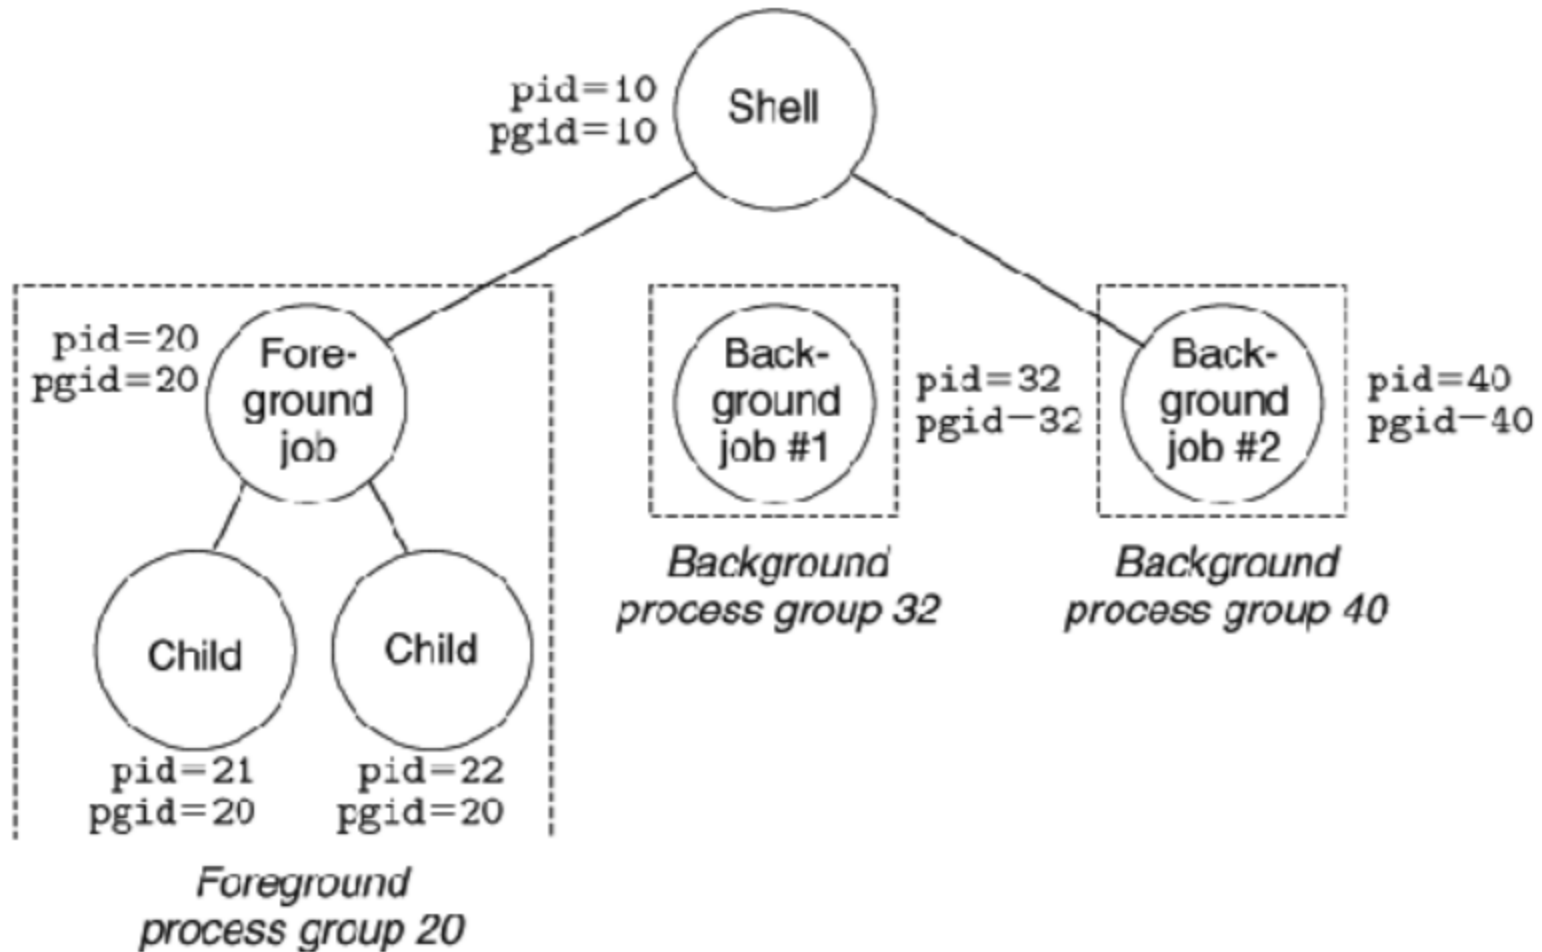 pid=10
pgid=10
Shell
pid=20
pgid=20
Fore-
ground
job
Back-
ground
job #1
pid=32
pgid=32
Back-
ground
job #2
pid=40
pgid=40
Child
Child
pid=21
pgid=20
pid=22
pgid=20
Background
process group 32
Background
process group 40
Foreground
process group 20